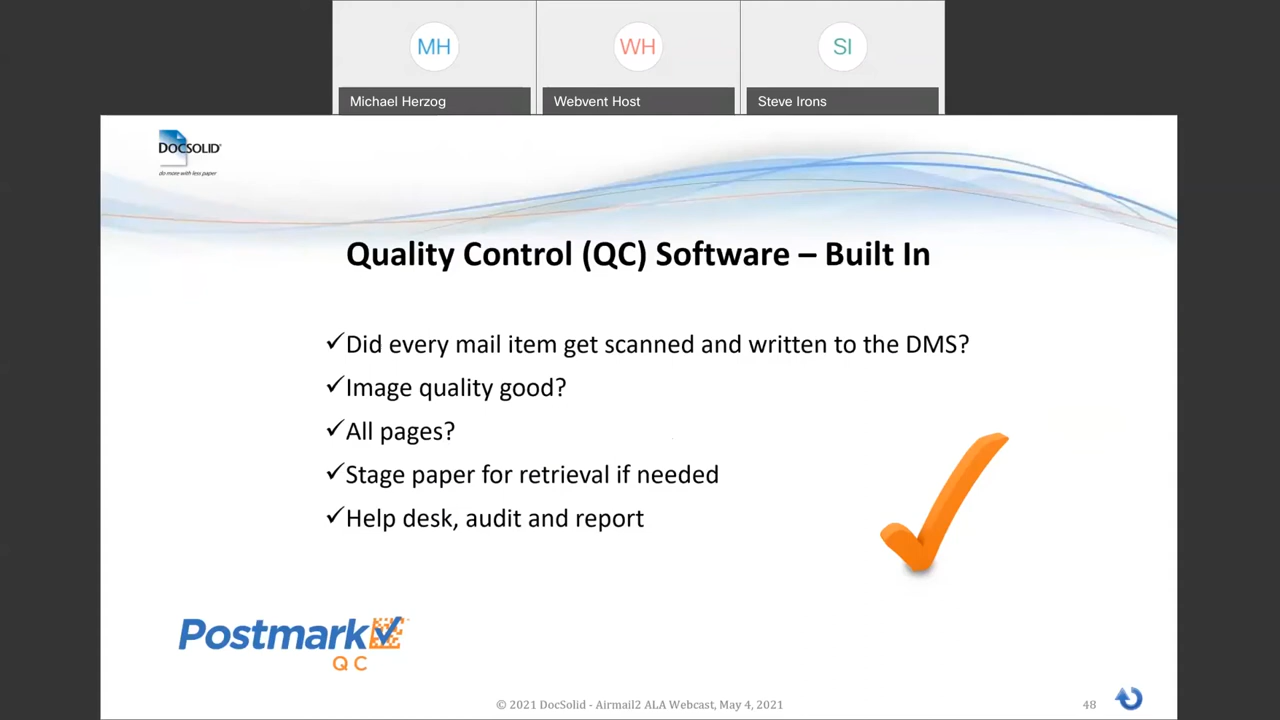 MH
WH
SI
Michael Herzog
Webvent Host
Steve Irons
DOCSOLID
do more with less paper
Quality Control (QC) Software – Built In
✓Did every mail item get scanned and written to the DMS?
✓Image quality good?
✓All pages?
✓Stage paper for retrieval if needed
✓Help desk, audit and report
Postmark
QC
© 2021 DocSolid - Airmail2 ALA Webcast, May 4, 2021
48